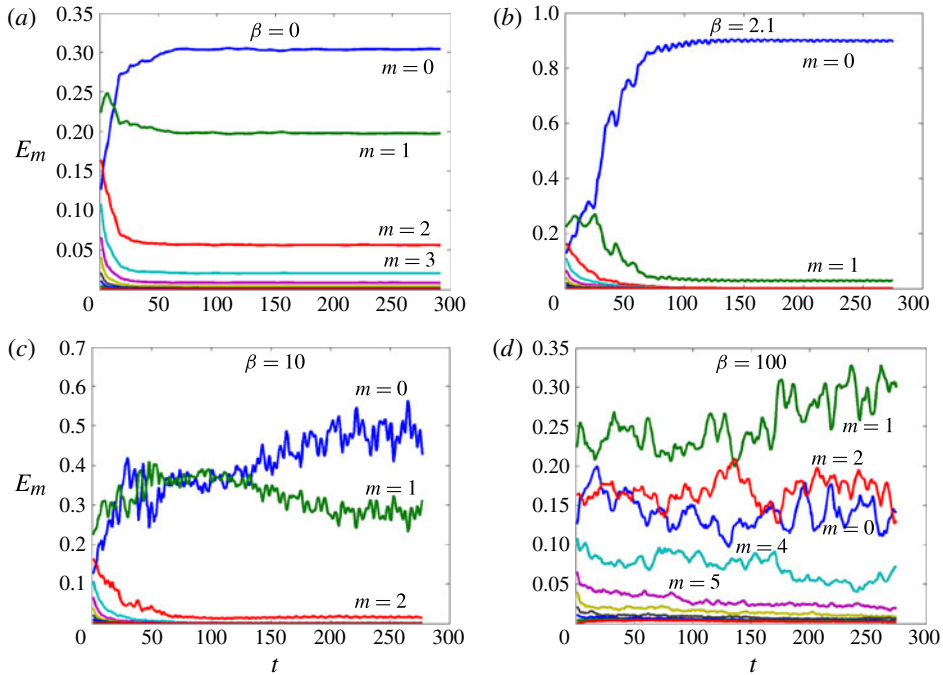 (a) β = 0
0.35
0.30
m = 0
0.25
0.20
E_m
m = 1
0.15
0.10
m = 2
0.05
m = 3
0 50 100 150 200 250 300
(b) β = 2.1
1.0
m = 0
0.8
0.6
0.4
0.2
m = 1
0 50 100 150 200 250 300
(c) β = 10
0.7
m = 0
0.6
0.5
E_m
0.4
m = 1
0.3
0.2
0.1
m = 2
0 50 100 150 200 250 300
t
(d) β = 100
0.35
0.30
m = 1
0.25
m = 2
0.20
0.15
m = 0
m = 4
0.10
m = 5
0.05
0 50 100 150 200 250 300
t